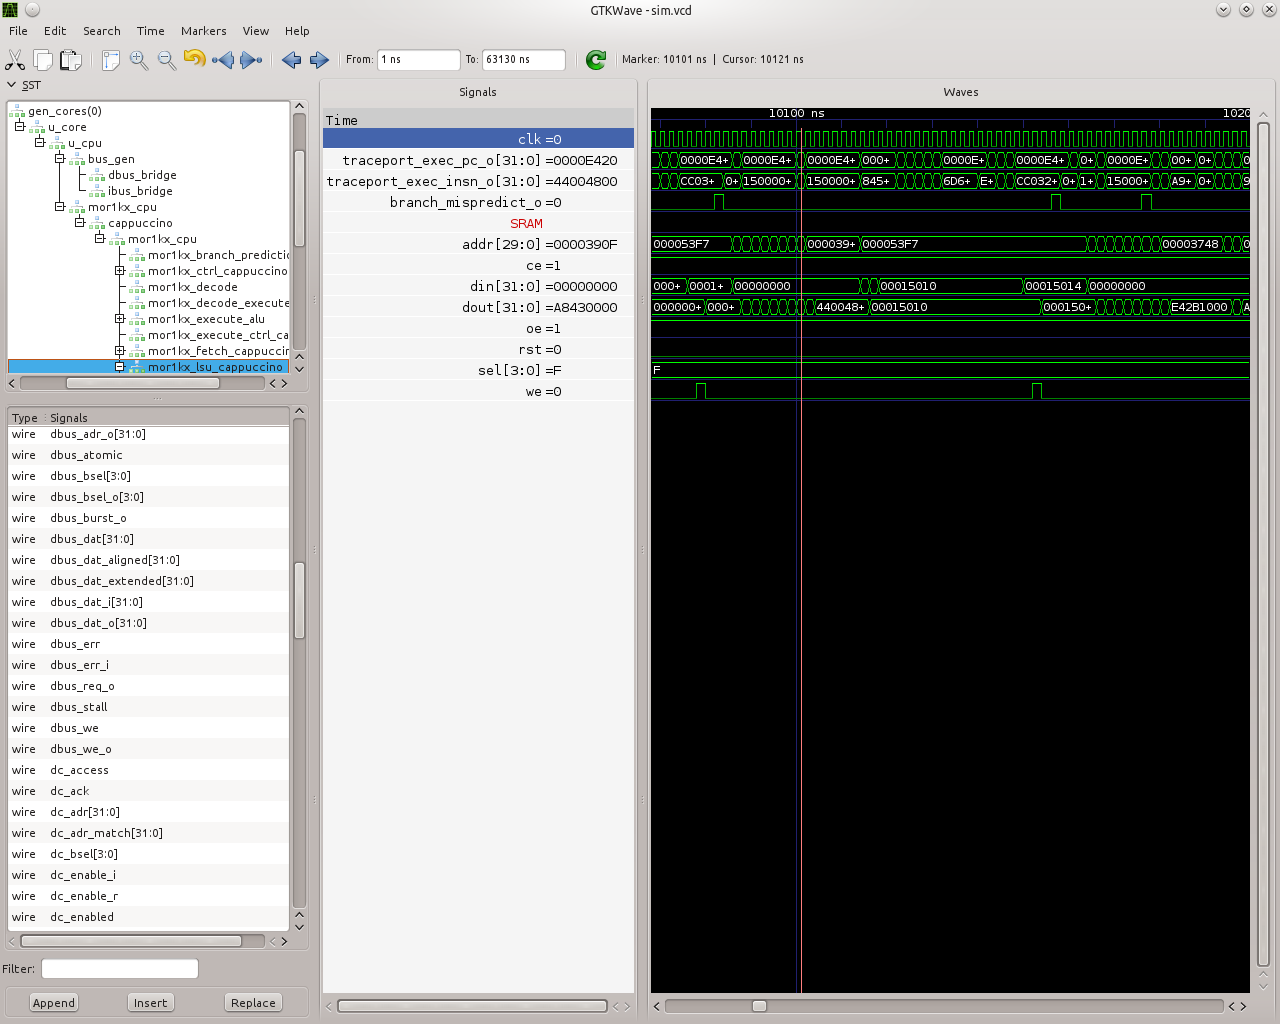 GTKWave - sim.vcd
File Edit Search Time Markers View Help
From: 1 ns To: 63130 ns Marker: 10101 ns | Cursor: 10121 ns
SST
gen_cores(0)
u_core
u_cpu
bus_gen
dbus_bridge
ibus_bridge
mor1kx_cpu
cappuccino
mor1kx_cpu
mor1kx_branch_predictic
mor1kx_ctrl_cappuccino
mor1kx_decode
mor1kx_decode_execute
mor1kx_execute_alu
mor1kx_execute_ctrl_ca
mor1kx_fetch_cappuccin
mor1kx_lsu_cappuccino
Type Signals
wire dbus_adr_o[31:0]
wire dbus_atomic
wire dbus_bsel[3:0]
wire dbus_bsel_o[3:0]
wire dbus_burst_o
wire dbus_dat[31:0]
wire dbus_dat_aligned[31:0]
wire dbus_dat_extended[31:0]
wire dbus_dat_i[31:0]
wire dbus_dat_o[31:0]
wire dbus_err
wire dbus_err_i
wire dbus_req_o
wire dbus_stall
wire dbus_we
wire dbus_we_o
wire dc_access
wire dc_ack
wire dc_adr[31:0]
wire dc_adr_match[31:0]
wire dc_bsel[3:0]
wire dc_enable_i
wire dc_enable_r
wire dc_enabled
Filter:
Append Insert Replace
Signals
Time
clk =0
traceport_exec_pc_o[31:0] =0000E420
traceport_exec_insn_o[31:0] =44004800
branch_mispredict_o =0
SRAM
addr[29:0] =0000390F
ce =1
din[31:0] =00000000
dout[31:0] =A8430000
oe =1
rst =0
sel[3:0] =F
we =0
Waves
10100 ns 1020
0000E4+ 0000E4+ 0000E4+ 000+ 0000E+ 0000E4+ 0+ 0000E+ 00+ 0+ 0
CC03+ 0+ 150000+ 150000+ 845+ 6D6+ E+ CC032+ 0+ 1+ 15000+ A9+ 0+ 9
000053F7 000039+ 000053F7 00003748 0
000+ 0001+ 00000000 00015010 00015014 00000000
000000+ 000+ 440048+ 00015010 000150+ E42B1000 A
F